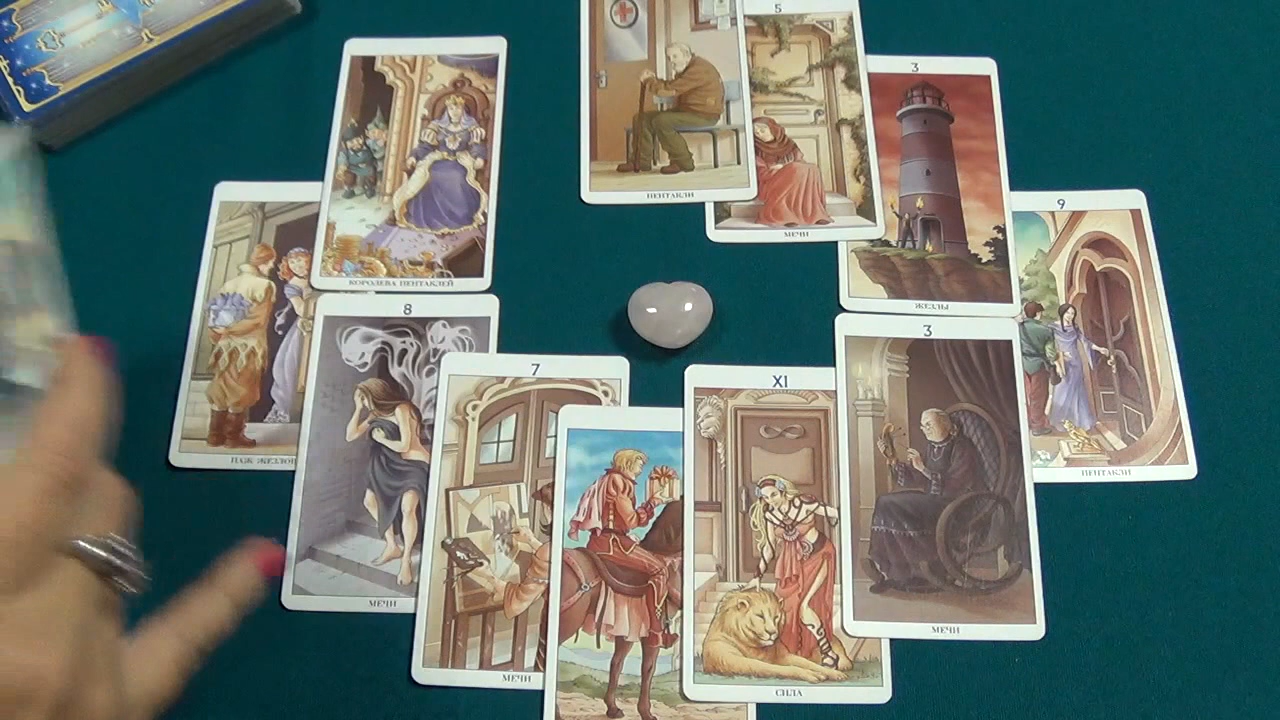 ПЕНТАКЛИ
5
МЕЧИ
3
ЖЕЗЛЫ
9
ПЕНТАКЛИ
КОРОЛЕВА ПЕНТАКЛЕЙ
ПАЖ ЖЕЗЛОВ
8
МЕЧИ
7
МЕЧИ
XI
СИЛА
3
МЕЧИ